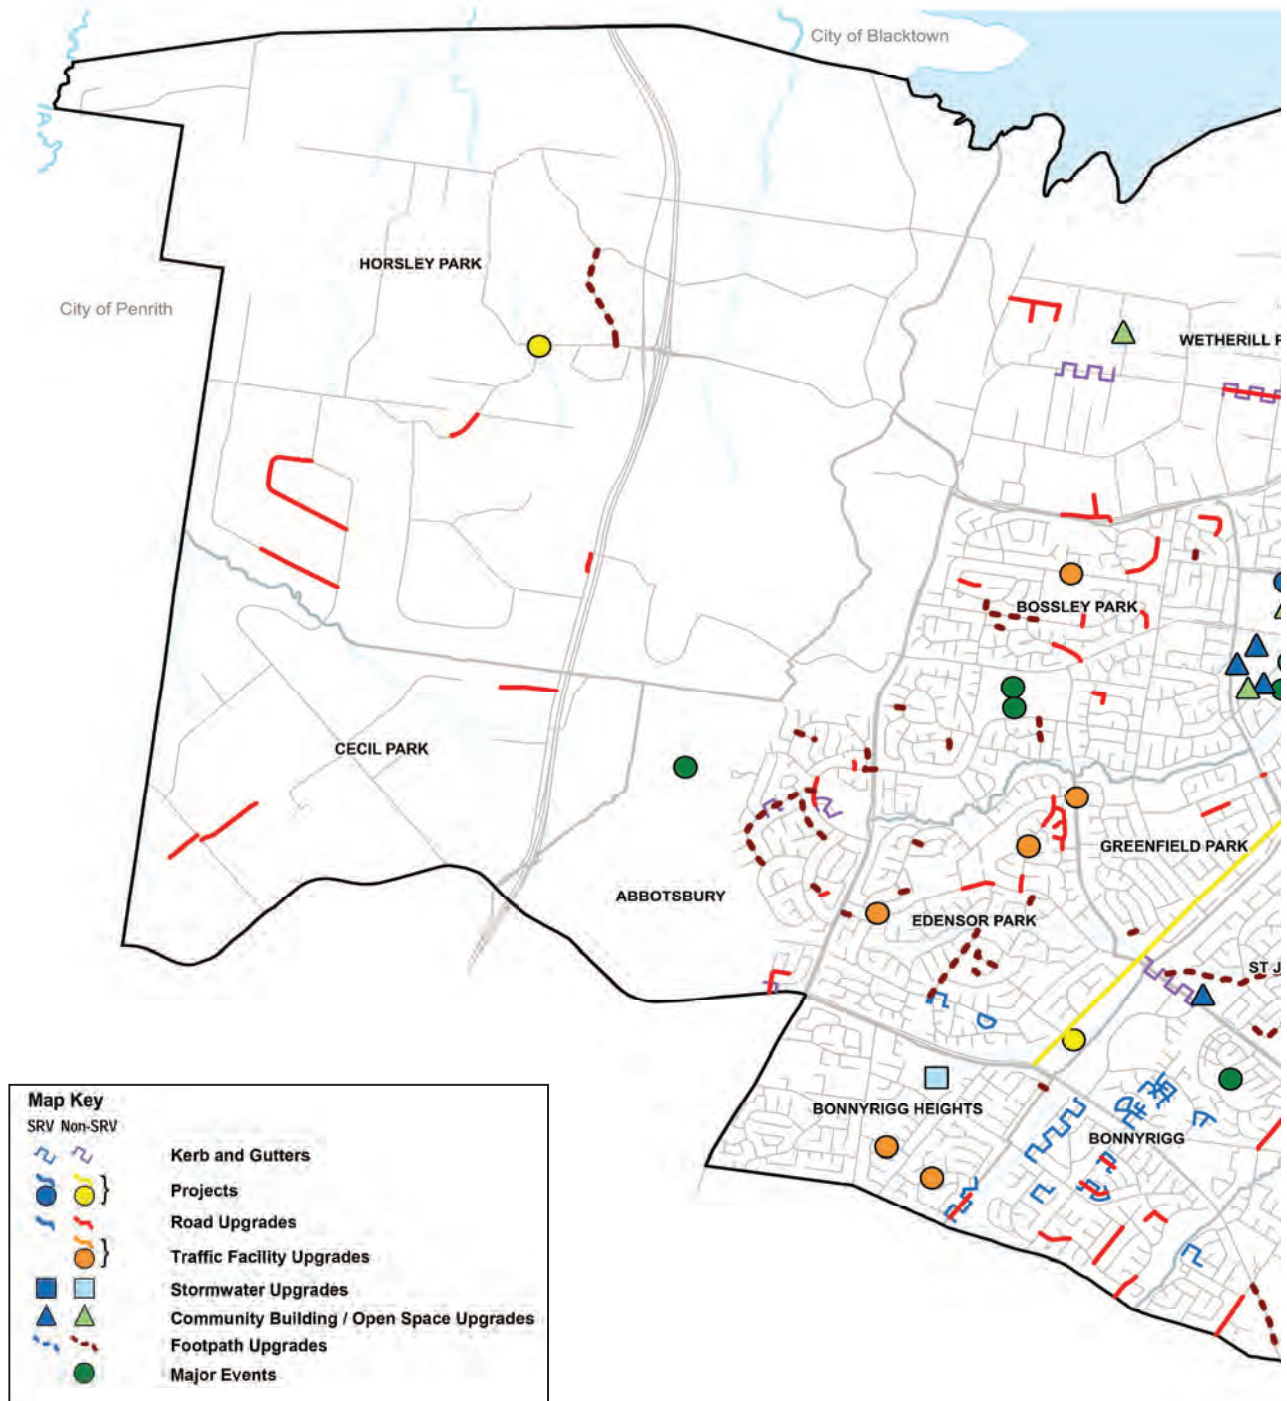 City of Blacktown
HORSLEY PARK
City of Penrith
WETHERILL P
BOSSLEY PARK
CECIL PARK
GREENFIELD PARK
ABBOTSBURY
EDENSOR PARK
ST J
BONNYRIGG HEIGHTS
BONNYRIGG
Map Key
SRV Non-SRV
Kerb and Gutters
Projects
Road Upgrades
Traffic Facility Upgrades
Stormwater Upgrades
Community Building / Open Space Upgrades
Footpath Upgrades
Major Events